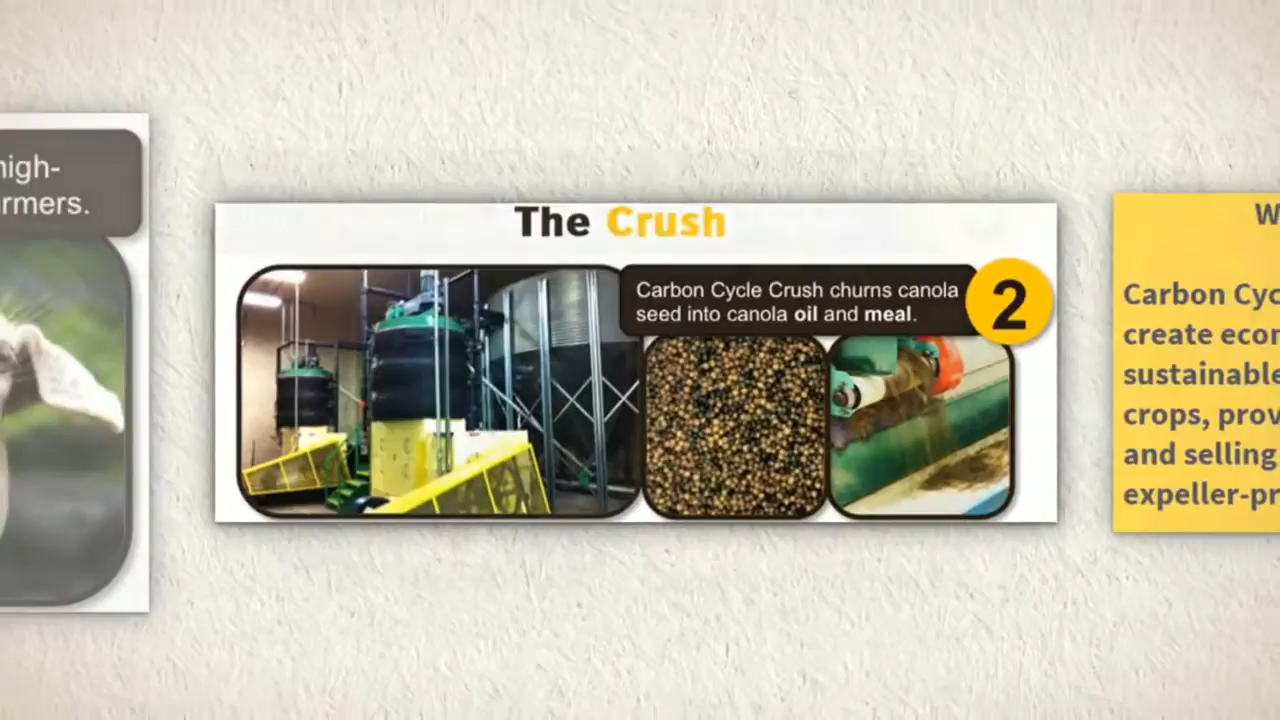 high-
rmers.
The Crush
Carbon Cycle Crush churns canola
seed into canola oil and meal.
2
W
Carbon Cyc
create econ
sustainable
crops, prov
and selling
expeller-pr